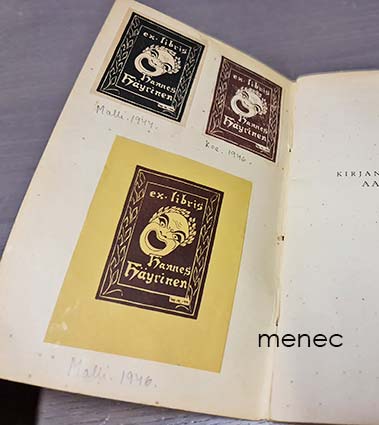 ex-libris
Hannes
Häyrinen
Malli. 1947.
ex-libris
Hannes
Häyrinen
koe. 1946.
ex-libris
Hannes
Häyrinen
Malli. 1946.
KIRJAN
AA
menec